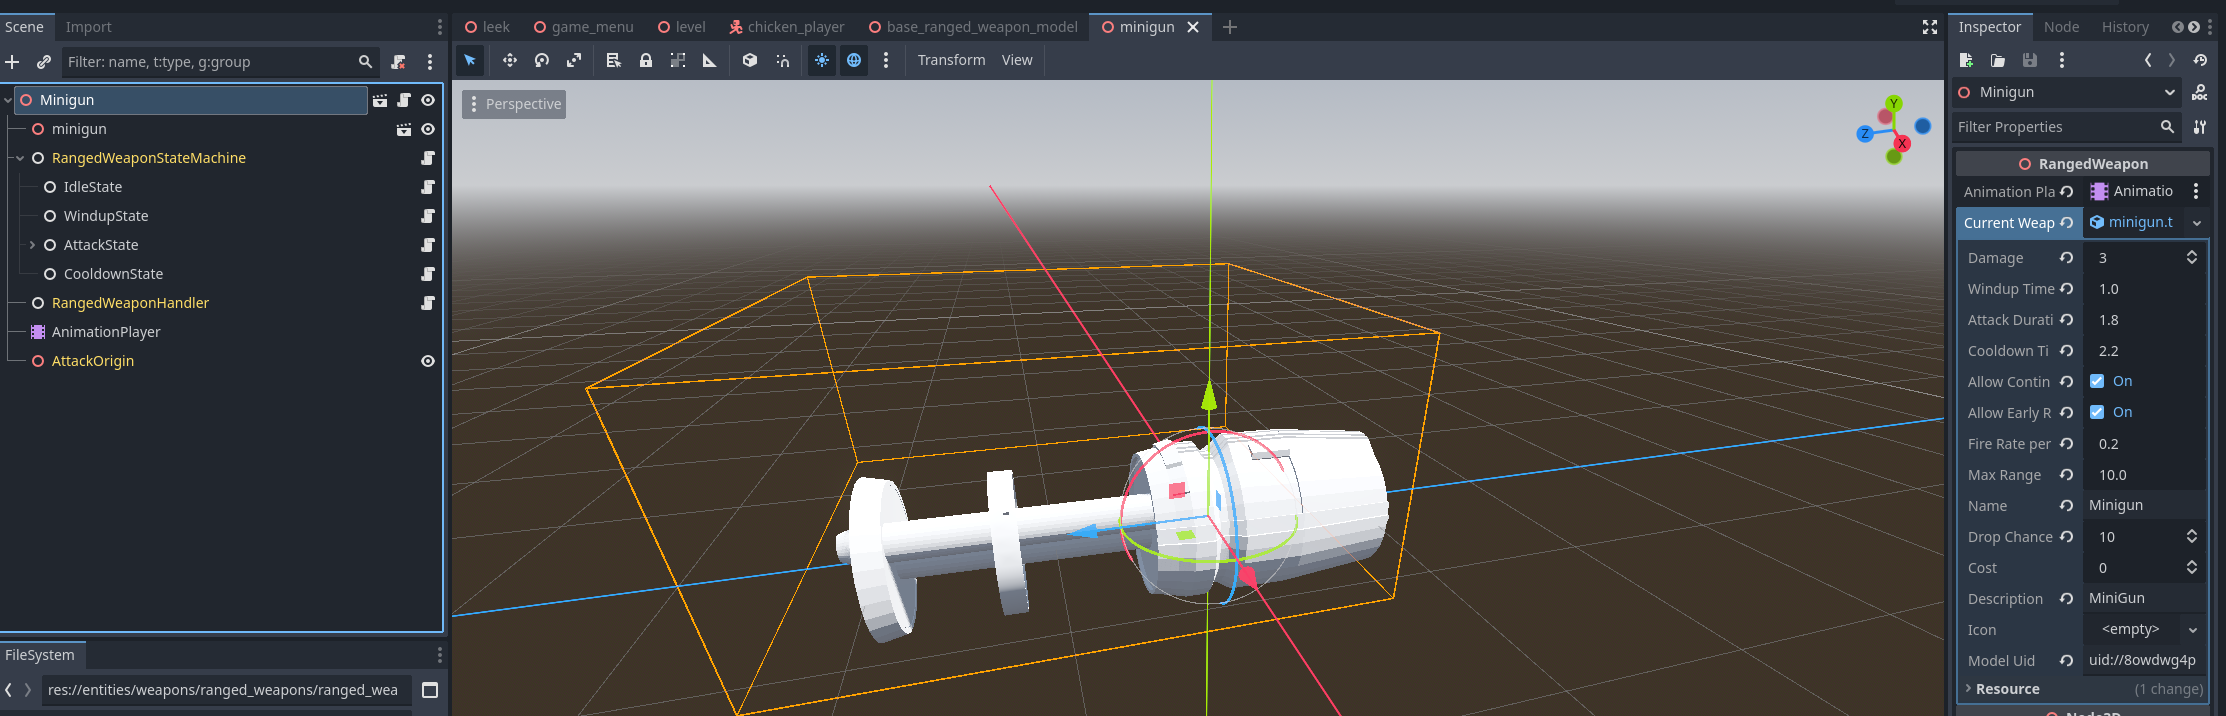 Scene Import
Filter: name, t:type, g:group
Minigun
minigun
RangedWeaponStateMachine
IdleState
WindupState
AttackState
CooldownState
RangedWeaponHandler
AnimationPlayer
AttackOrigin
FileSystem
res://entities/weapons/ranged_weapons/ranged_wea
leek game_menu level chicken_player base_ranged_weapon_model minigun
Transform View
Perspective
Y
Z
X
Inspector Node History
Minigun
DOC
Filter Properties
RangedWeapon
Animation Pla Animatio
Current Weap minigun.t
Damage 3
Windup Time 1.0
Attack Durati 1.8
Cooldown Ti 2.2
Allow Contin On
Allow Early R On
Fire Rate per 0.2
Max Range 10.0
Name Minigun
Drop Chance 10
Cost 0
Description MiniGun
Icon <empty>
Model Uid uid://8owdwg4p
Resource (1 change)